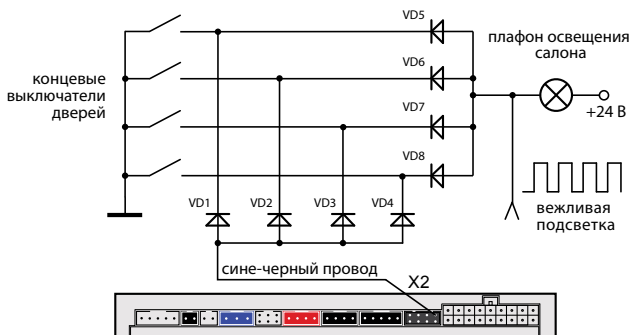 VD5
VD6
VD7
VD8
концевые
выключатели
дверей
плафон освещения
салона
+24 В
VD1
VD2
VD3
VD4
вежливая
подсветка
сине-черный провод
X2